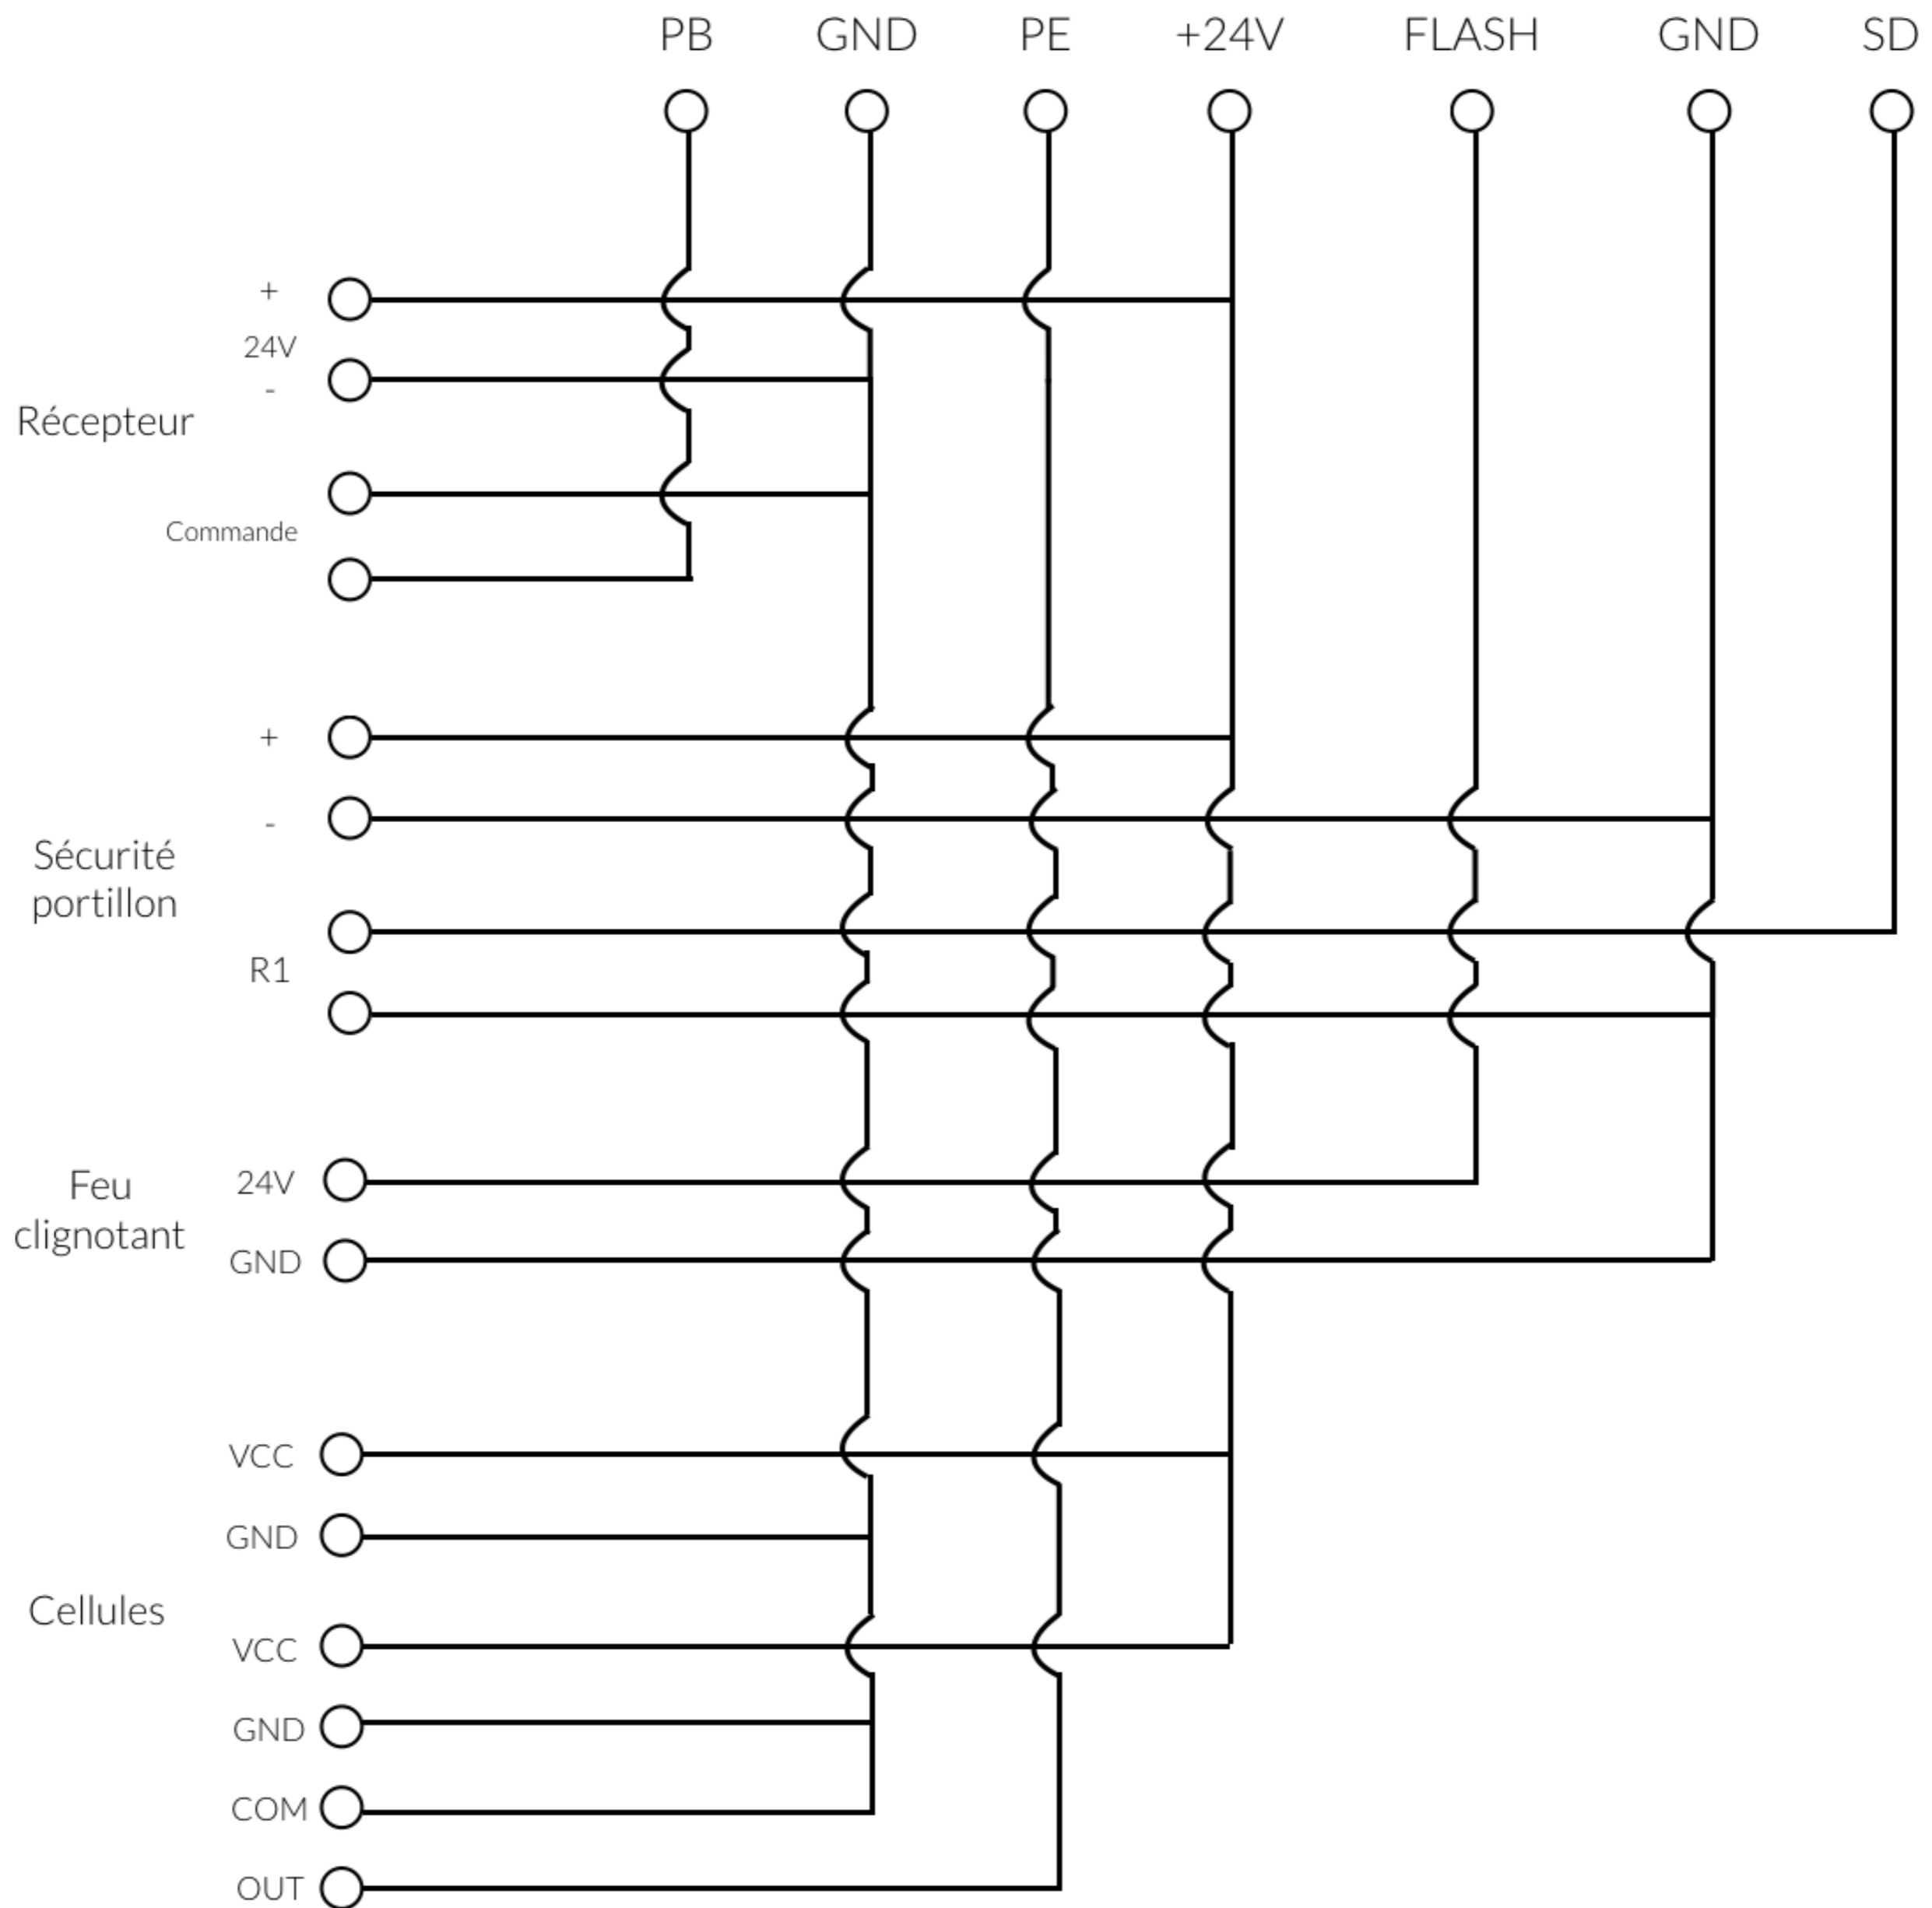 PB GND PE +24V FLASH GND SD
+
24V
-
Récepteur
Commande
+
-
Sécurité
portillon
R1
24V
Feu
clignotant
GND
VCC
GND
Cellules
VCC
GND
COM
OUT